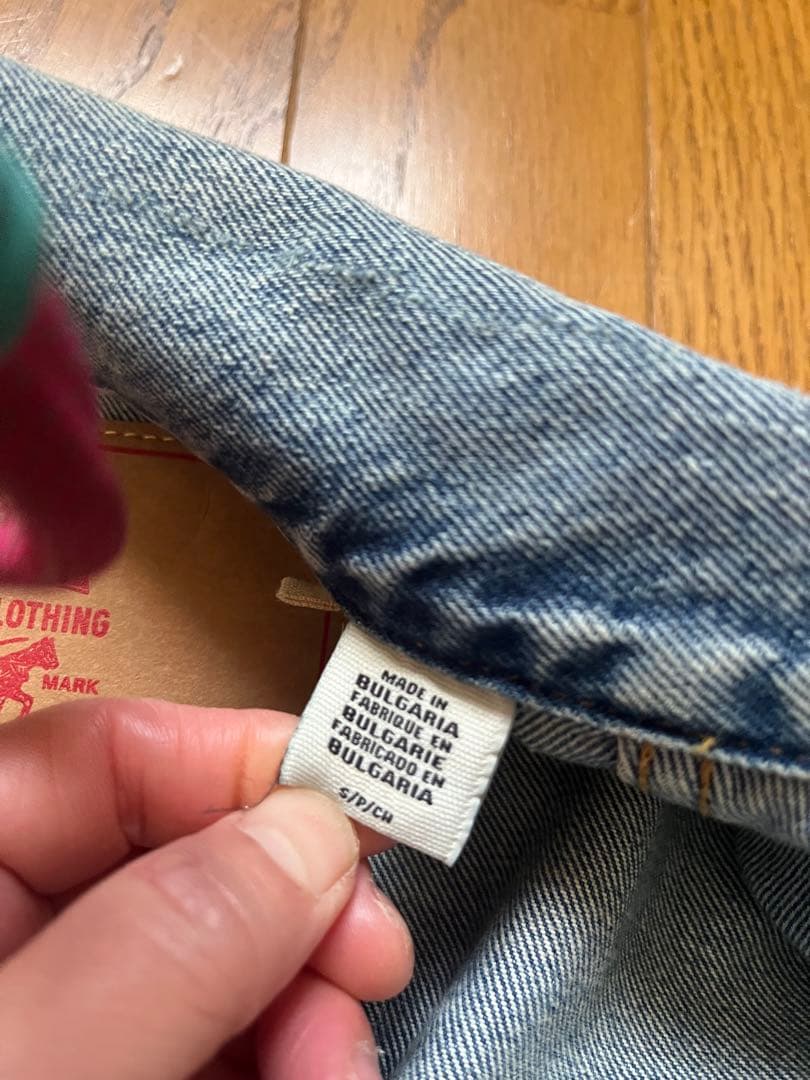 LOTHING
MARK
MADE IN
BULGARIA
FABRIQUE EN
BULGARIE
FABRICADO EN
BULGARIA
S/P/CH